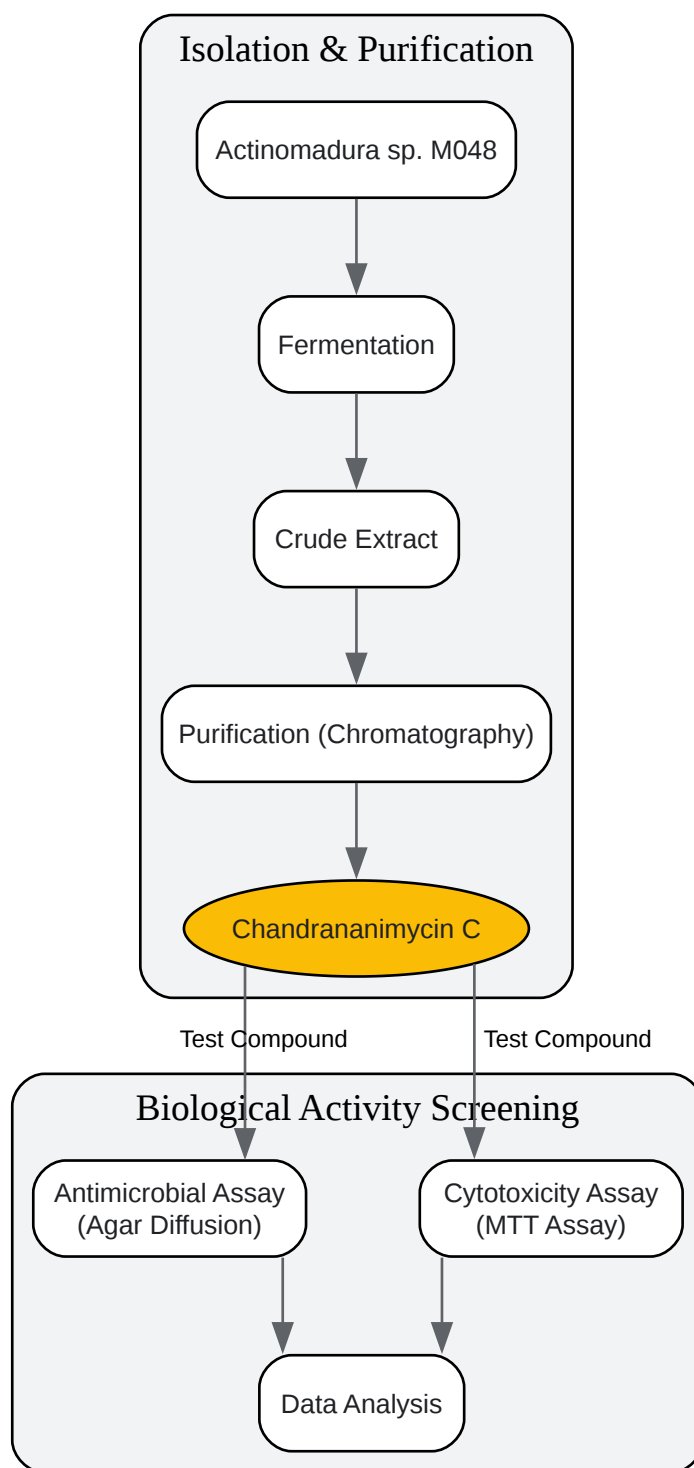 Isolation & Purification
Actinomadura sp. M048
Fermentation
Crude Extract
Purification (Chromatography)
Chandrananimycin C
Test Compound
Test Compound
Biological Activity Screening
Antimicrobial Assay
(Agar Diffusion)
Cytotoxicity Assay
(MTT Assay)
Data Analysis